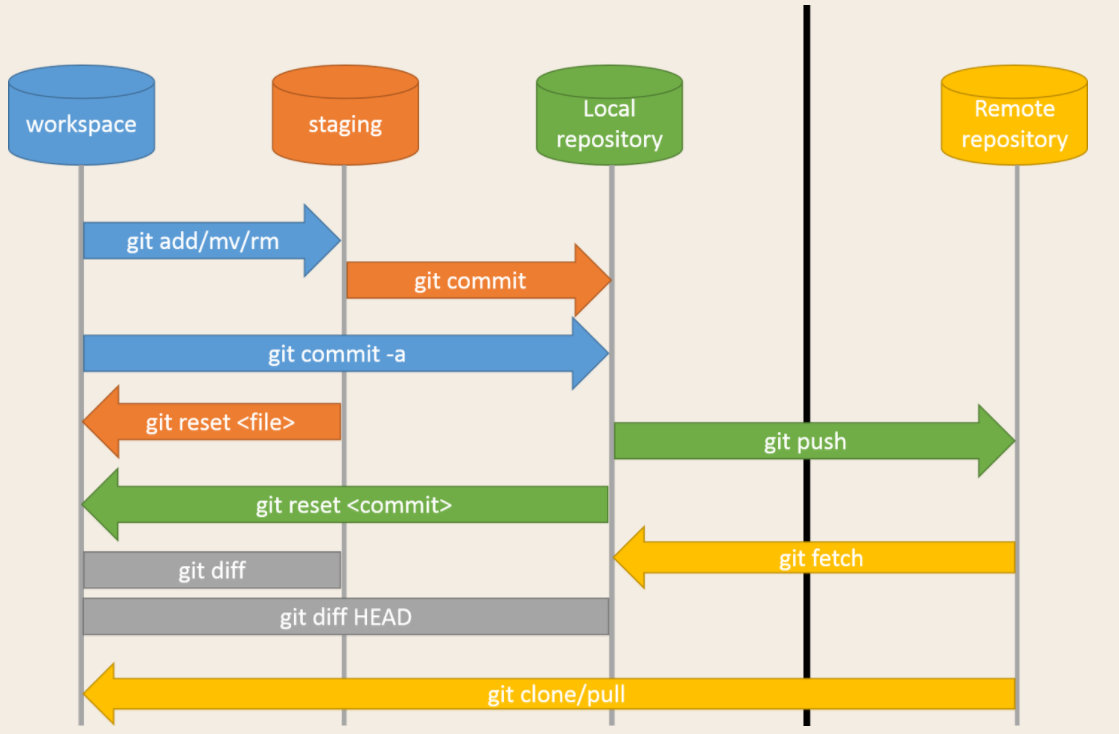 workspace
staging
Local
repository
Remote
repository
git add/mv/rm
git commit
git commit -a
git reset <file>
git push
git reset <commit>
git fetch
git diff
git diff HEAD
git clone/pull